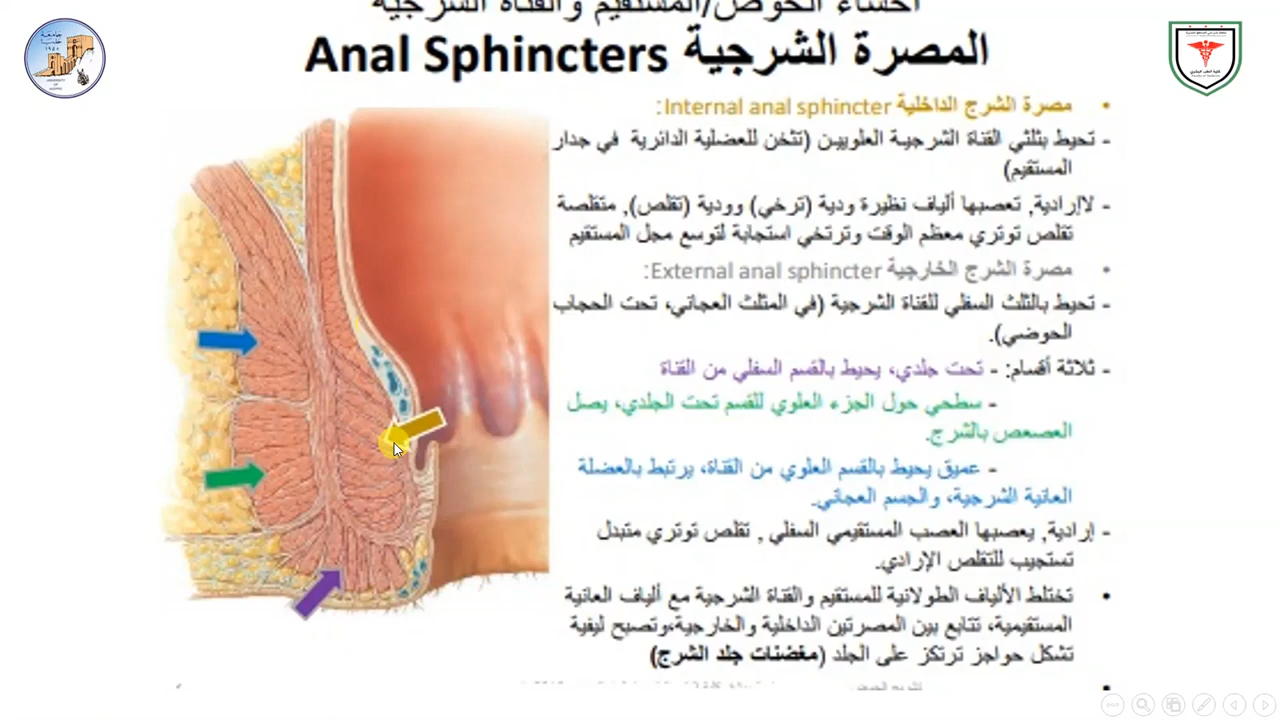 أحشاء الحوض/المستقيم والقناة الشرجية
المصرة الشرجية Anal Sphincters
• مصرة الشرج الداخلية Internal anal sphincter:
- تحيط بثلثي القناة الشرجية العلويين (تثخن للعضلية الدائرية في جدار
المستقيم)
- لاإرادية, تعصبها ألياف نظيرة ودية (ترخي) وودية (تقلص), متقلصة
تقلص توتري معظم الوقت وترتخي استجابة لتوسع مجل المستقيم
• مصرة الشرج الخارجية External anal sphincter:
- تحيط بالثلث السفلي للقناة الشرجية (في المثلث العجاني، تحت الحجاب
الحوضي).
- ثلاثة أقسام: - تحت جلدي، يحيط بالقسم السفلي من القناة
- سطحي حول الجزء العلوي للقسم تحت الجلدي، يصل
العصعص بالشرج.
- عميق يحيط بالقسم العلوي من القناة، يرتبط بالعضلة
العانية الشرجية، والجسم العجاني.
- إرادية, يعصبها العصب المستقيمي السفلي , تقلص توتري متبدل
تستجيب للتقلص الإرادي.
• تختلط الألياف الطولانية للمستقيم والقناة الشرجية مع ألياف العانية
المستقيمية، تتابع بين المصرتين الداخلية والخارجية،وتصبح ليفية
تشكل حواجز ترتكز على الجلد (مغضنات جلد الشرج)
•